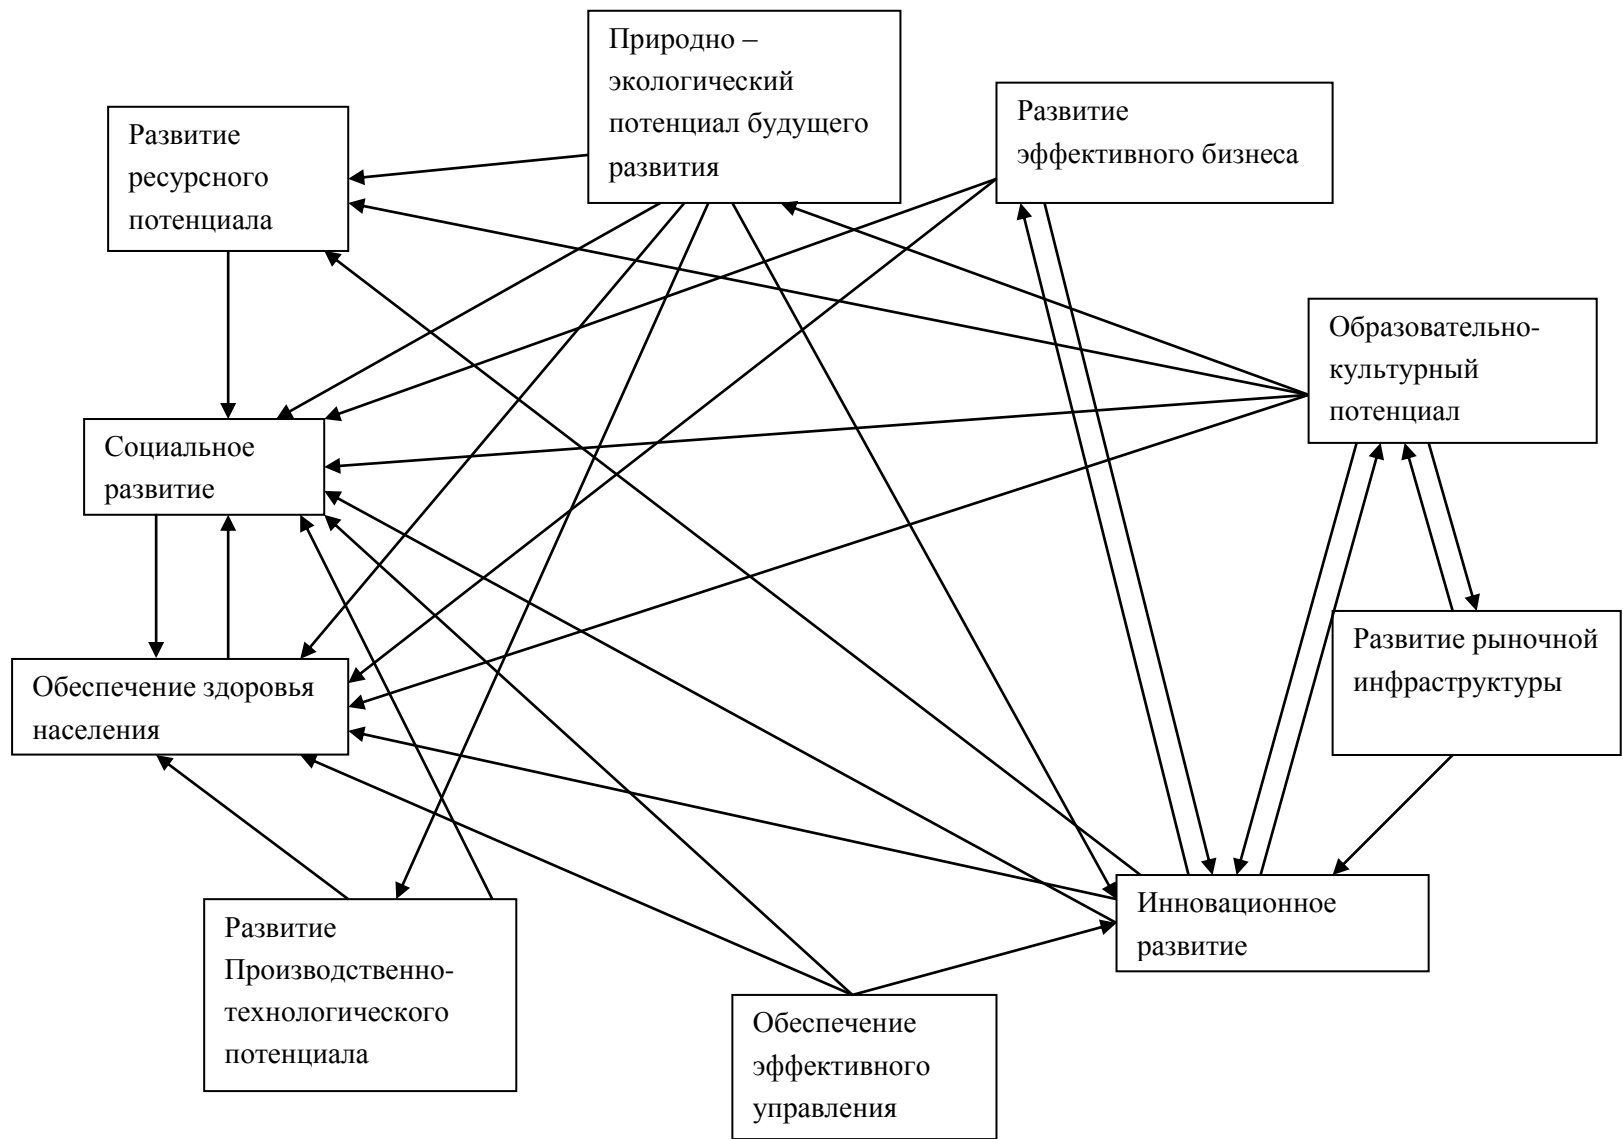 Природно –
экологический
потенциал будущего
развития
Развитие
эффективного бизнеса
Развитие
ресурсного
потенциала
Образовательно-
культурный
потенциал
Социальное
развитие
Развитие рыночной
инфраструктуры
Обеспечение здоровья
населения
Инновационное
развитие
Развитие
Производственно-
технологического
потенциала
Обеспечение
эффективного
управления